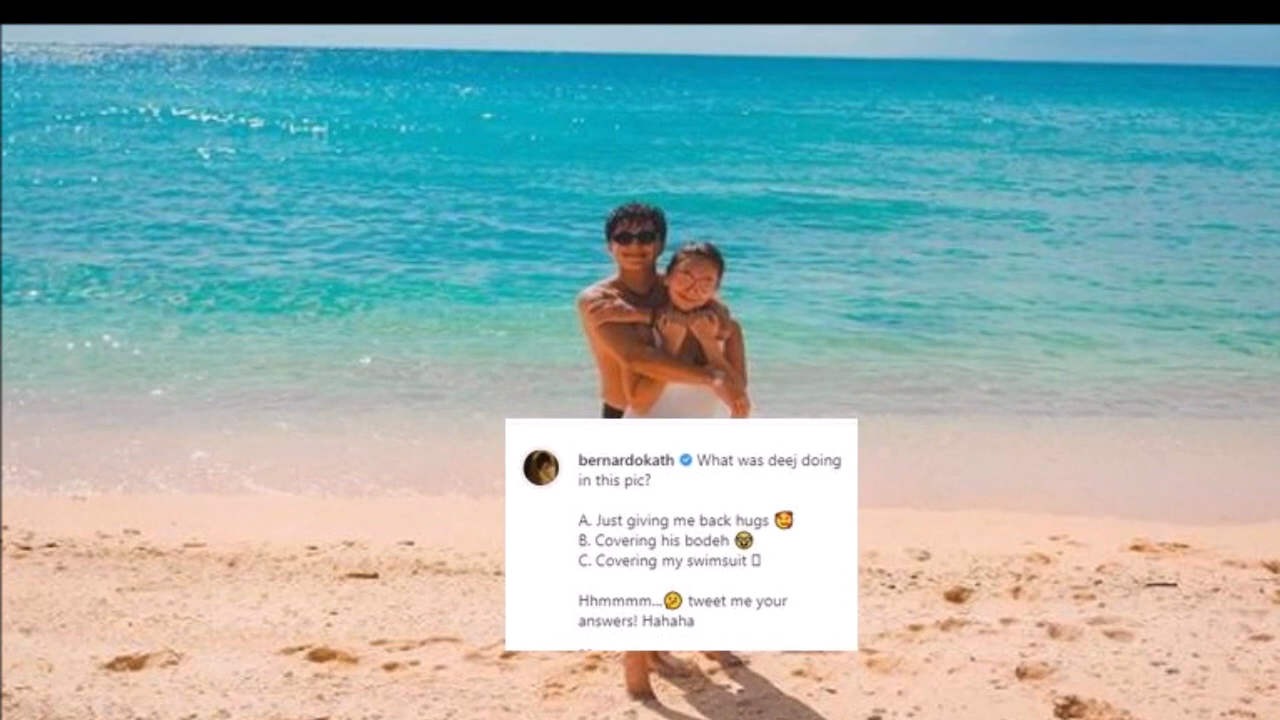 bernardokath What was deej doing
in this pic?
A. Just giving me back hugs 🥰
B. Covering his bodeh 🤓
C. Covering my swimsuit
Hhmmmm...🤔 tweet me your
answers! Hahaha